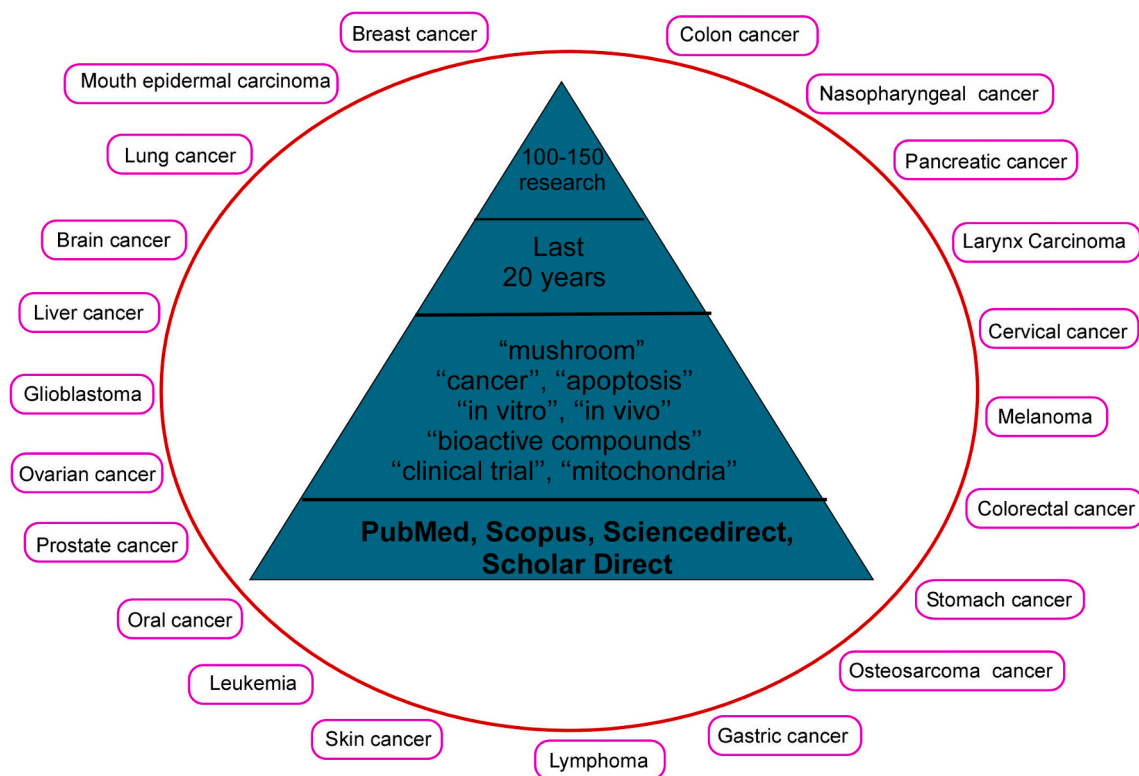 Breast cancer
Colon cancer
Mouth epidermal carcinoma
Nasopharyngeal cancer
Lung cancer
Pancreatic cancer
Brain cancer
Larynx Carcinoma
Liver cancer
Cervical cancer
Glioblastoma
Melanoma
Ovarian cancer
Colorectal cancer
Prostate cancer
Stomach cancer
Oral cancer
Osteosarcoma cancer
Leukemia
Gastric cancer
Skin cancer
Lymphoma
100-150
research
Last
20 years
“mushroom”
“cancer”, “apoptosis”
“in vitro”, “in vivo”
“bioactive compounds”
“clinical trial”, “mitochondria”
PubMed, Scopus, Sciencedirect,
Scholar Direct